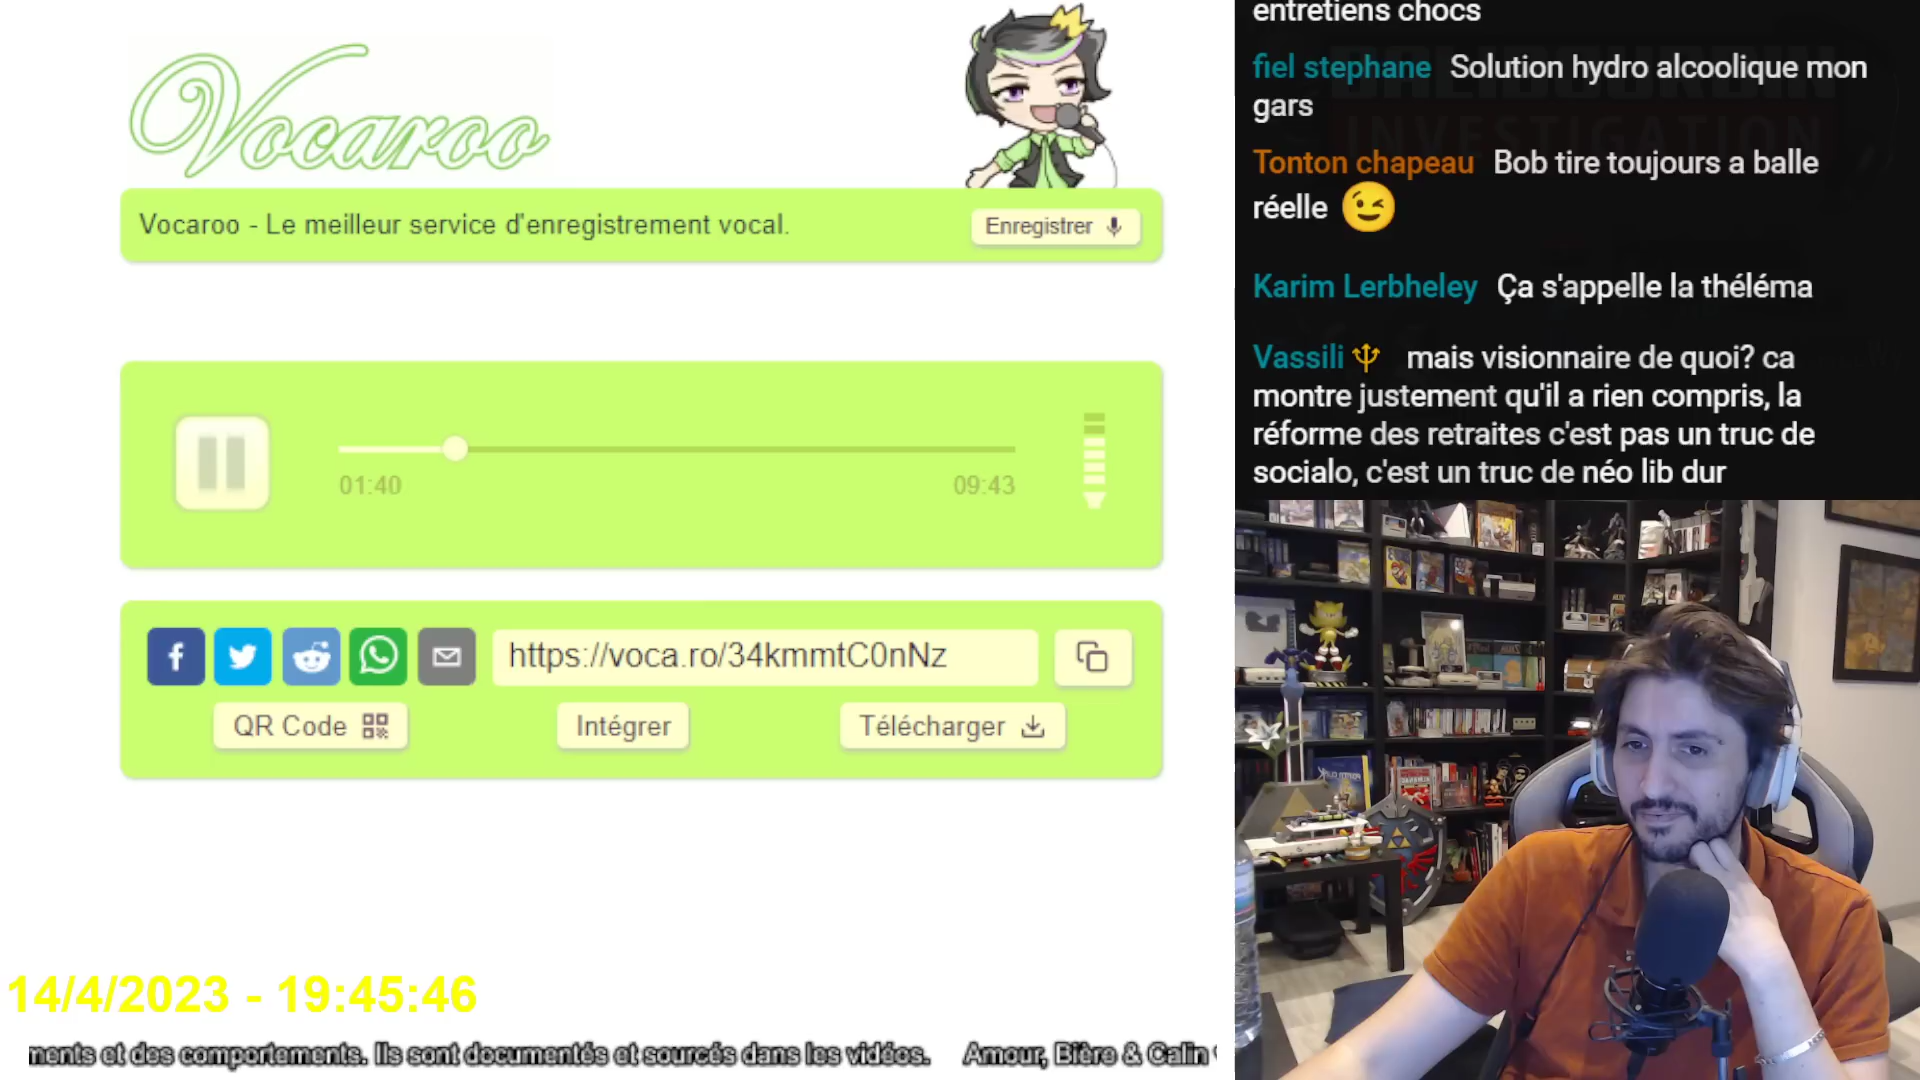 Vocaroo
Vocaroo - Le meilleur service d'enregistrement vocal.
Enregistrer
01:40
09:43
https://voca.ro/34kmmtC0nNz
QR Code
Intégrer
Télécharger
14/4/2023 - 19:45:46
ments et des comportements. Ils sont documentés et sourcés dans les vidéos. Amour, Bière & Calin
entretiens chocs
fiel stephane Solution hydro alcoolique mon
gars
INVESTIGATION
Tonton chapeau Bob tire toujours a balle
réelle 😉
Karim Lerbheley Ça s'appelle la théléma
Vassili mais visionnaire de quoi? ca
montre justement qu'il a rien compris, la
réforme des retraites c'est pas un truc de
socialo, c'est un truc de néo lib dur